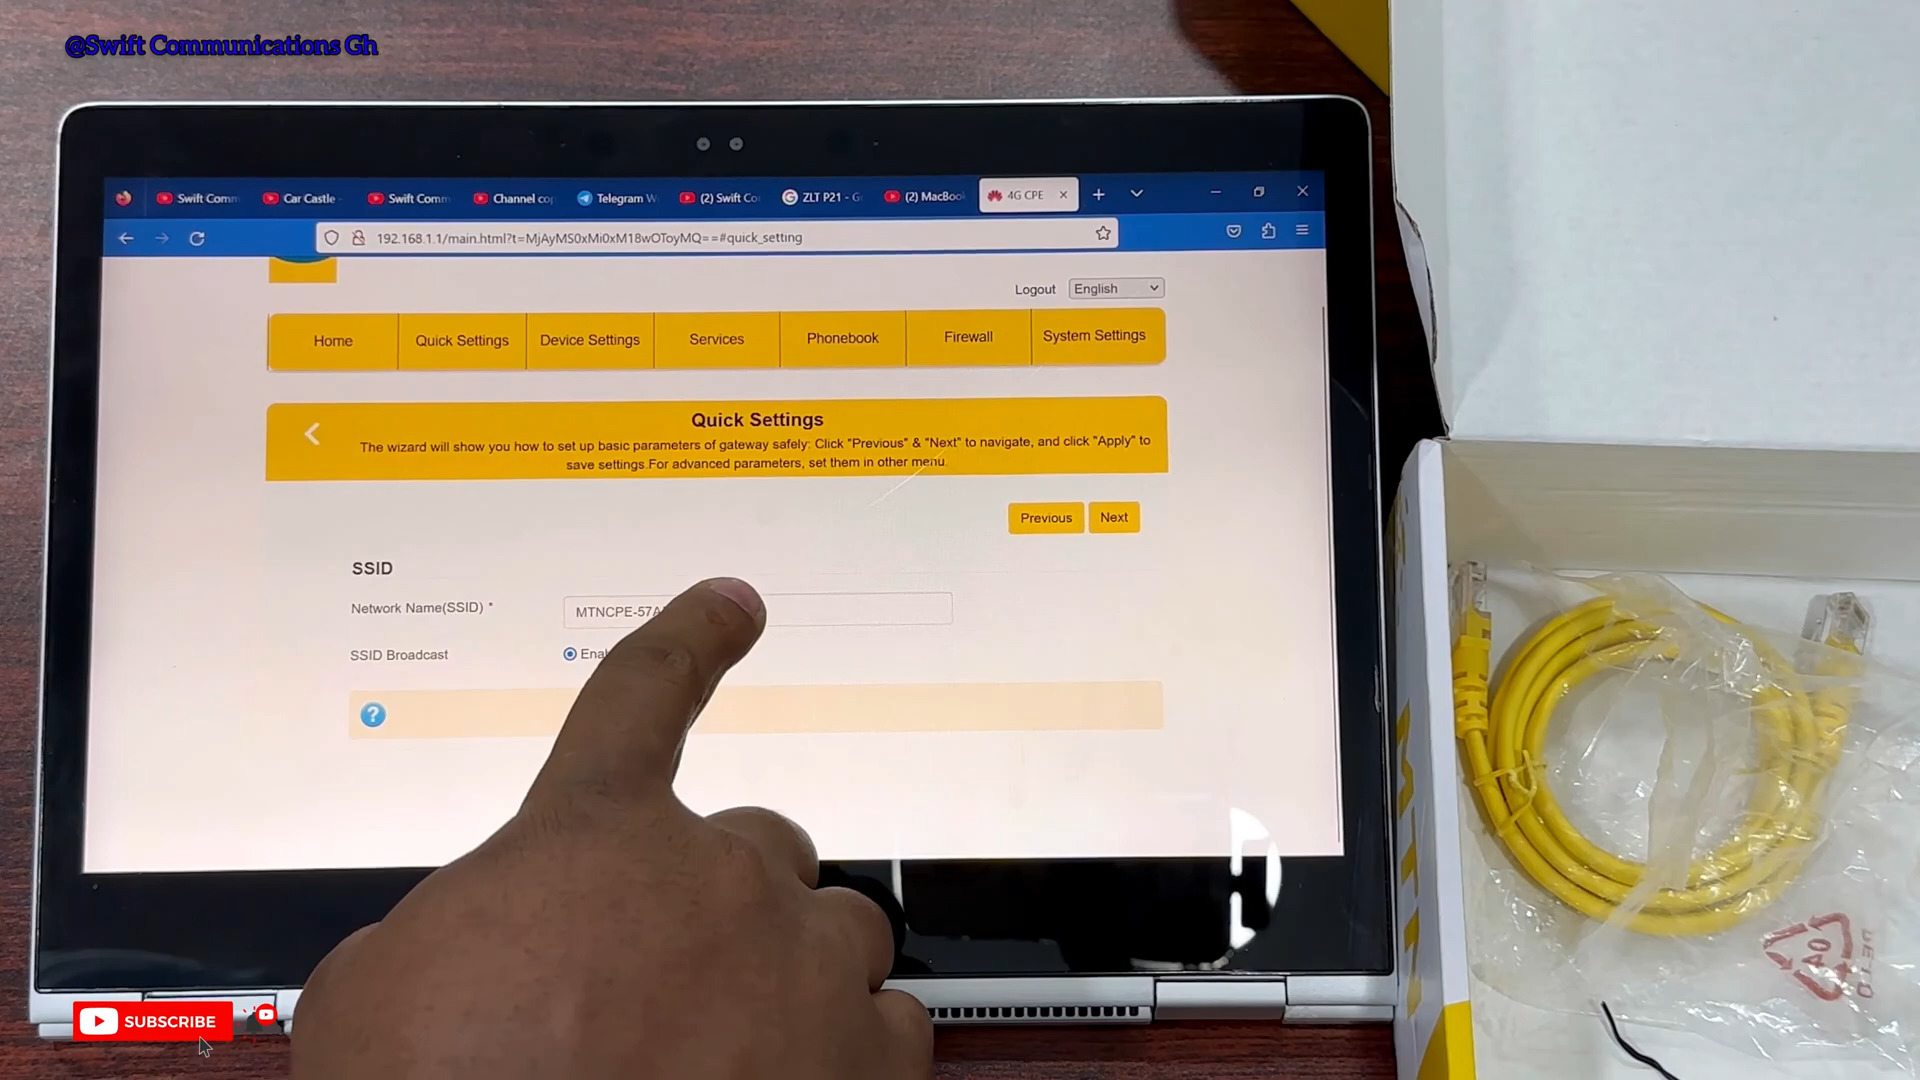 @Swift Communications Gh
Swift Comm
Car Castle -
Swift Comm
Channel co
Telegram W
(2) Swift Co
ZLT P21 - G
(2) MacBook
4G CPE
192.168.1.1/main.html?t=MjAyMS0xMi0xM18wOToyMQ==#quick_setting
Logout
English
Home
Quick Settings
Device Settings
Services
Phonebook
Firewall
System Settings
Quick Settings
The wizard will show you how to set up basic parameters of gateway safely: Click "Previous" & "Next" to navigate, and click "Apply" to
save settings.For advanced parameters, set them in other menu.
Previous
Next
SSID
Network Name(SSID) *
MTNCPE-57A
SSID Broadcast
Ena
?
MTN
SUBSCRIBE